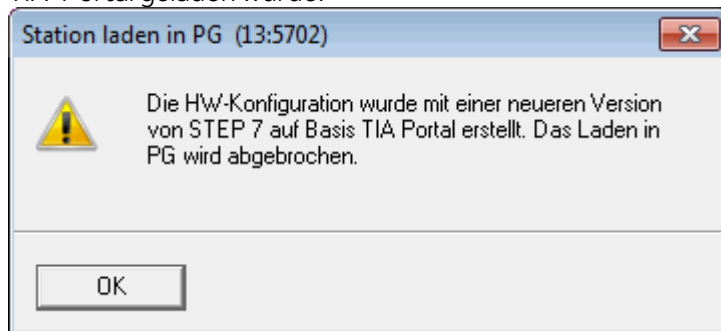 Station laden in PG (13:5702)
Die HW-Konfiguration wurde mit einer neueren Version
von STEP 7 auf Basis TIA Portal erstellt. Das Laden in
PG wird abgebrochen.
OK